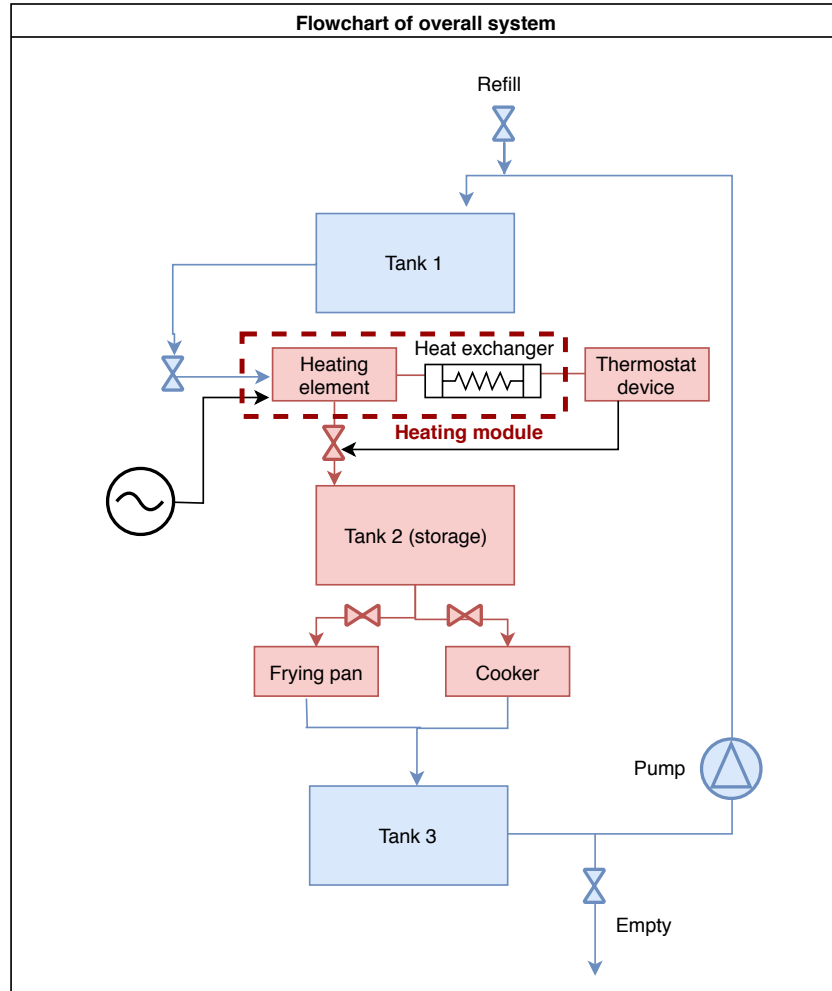 Flowchart of overall system
Refill
Tank 1
Heating
element
Heat exchanger
Thermostat
device
Heating module
Tank 2 (storage)
Frying pan
Cooker
Pump
Tank 3
Empty